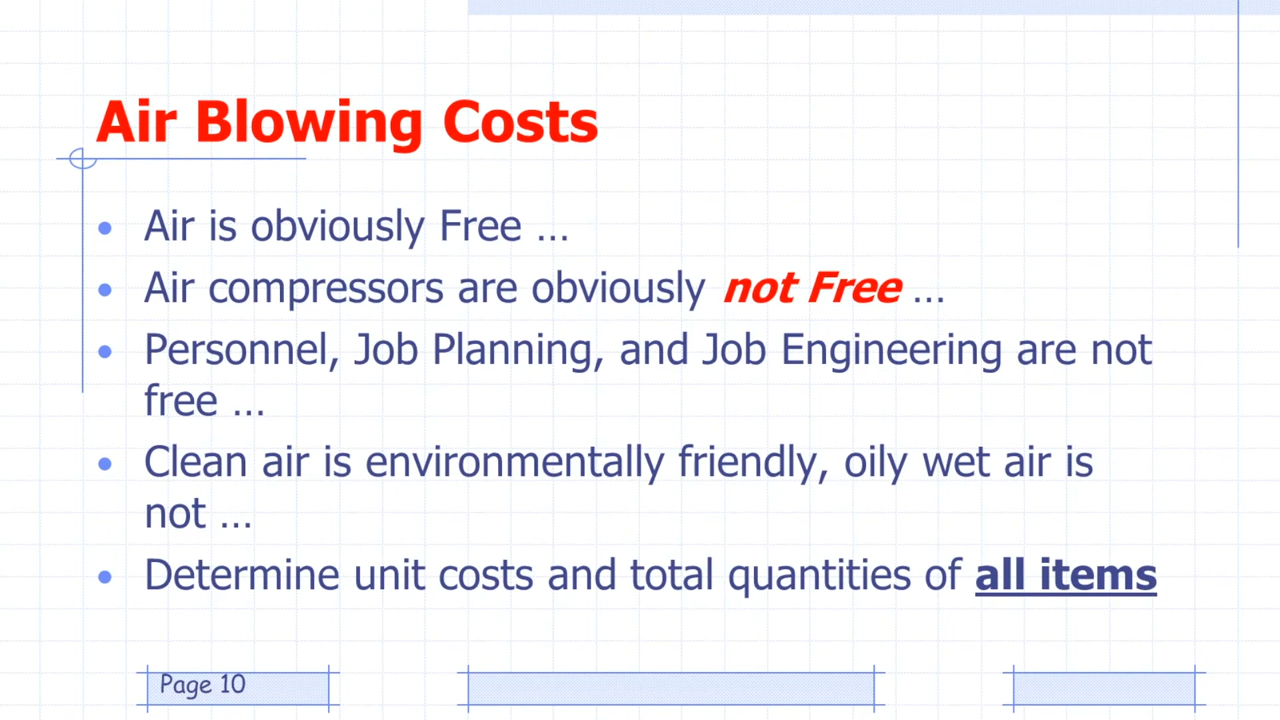 Air Blowing Costs
Air is obviously Free ...
Air compressors are obviously not Free ...
Personnel, Job Planning, and Job Engineering are not
free ...
Clean air is environmentally friendly, oily wet air is
not ...
Determine unit costs and total quantities of all items
Page 10